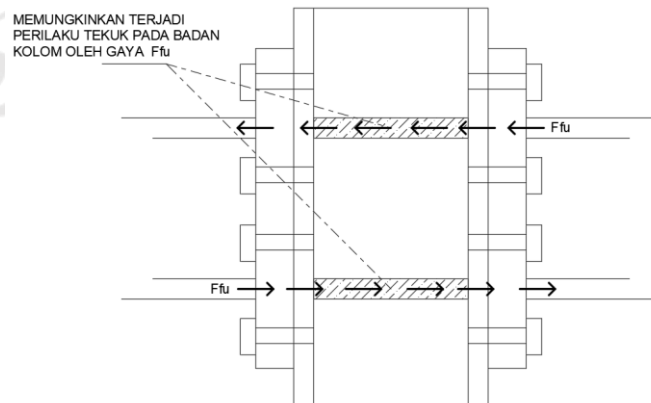 MEMUNGKINKAN TERJADI
PERILAKU TEKUK PADA BADAN
KOLOM OLEH GAYA Ffu
Ffu
Ffu